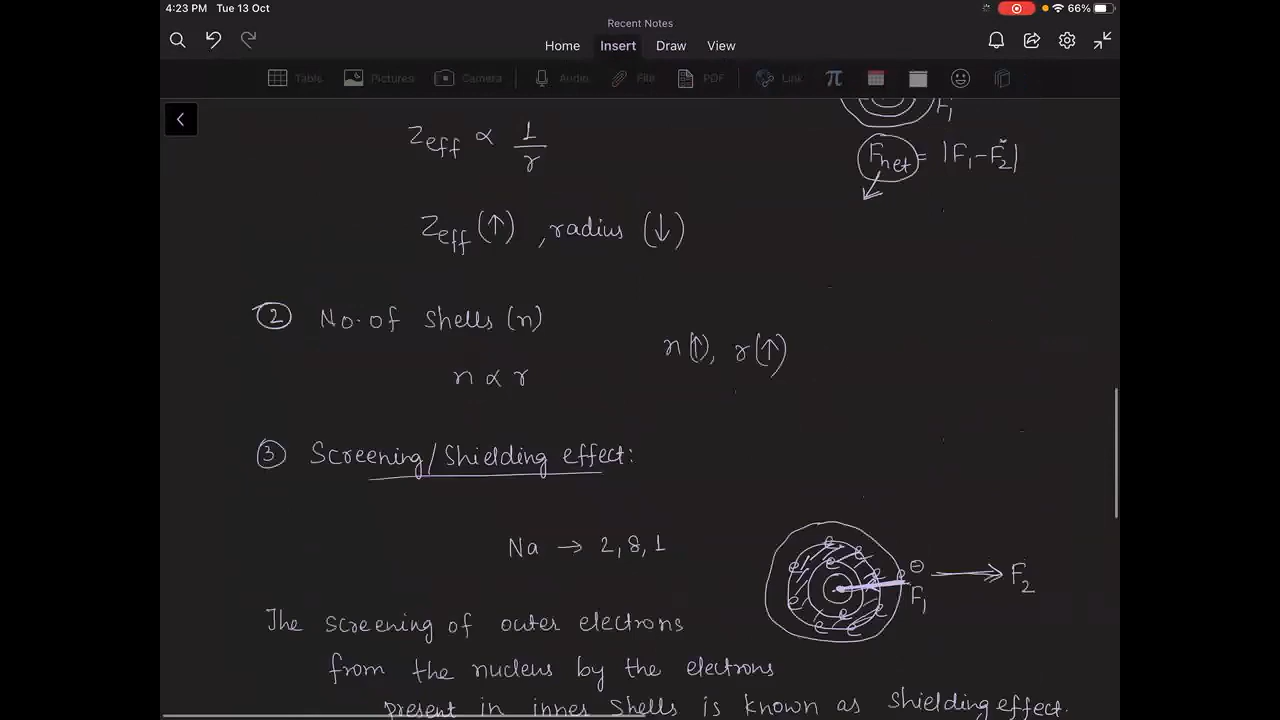 4:23 PM Tue 13 Oct
66%
Recent Notes
Home Insert Draw View
Table Pictures Camera Audio File PDF Link π
F₁
Zeff ∝ 1/r
Fnet = |F₁ - F₂|
Zeff (↑), radius (↓)
② No. of shells (n)
n(↑), r(↑)
n ∝ r
③ Screening/Shielding effect:
Na → 2, 8, 1
e e e e e e e e e e e ⊖ → F₂
F₁
The screening of outer electrons
from the nucleus by the electrons
present in inner shells is known as shielding effect.